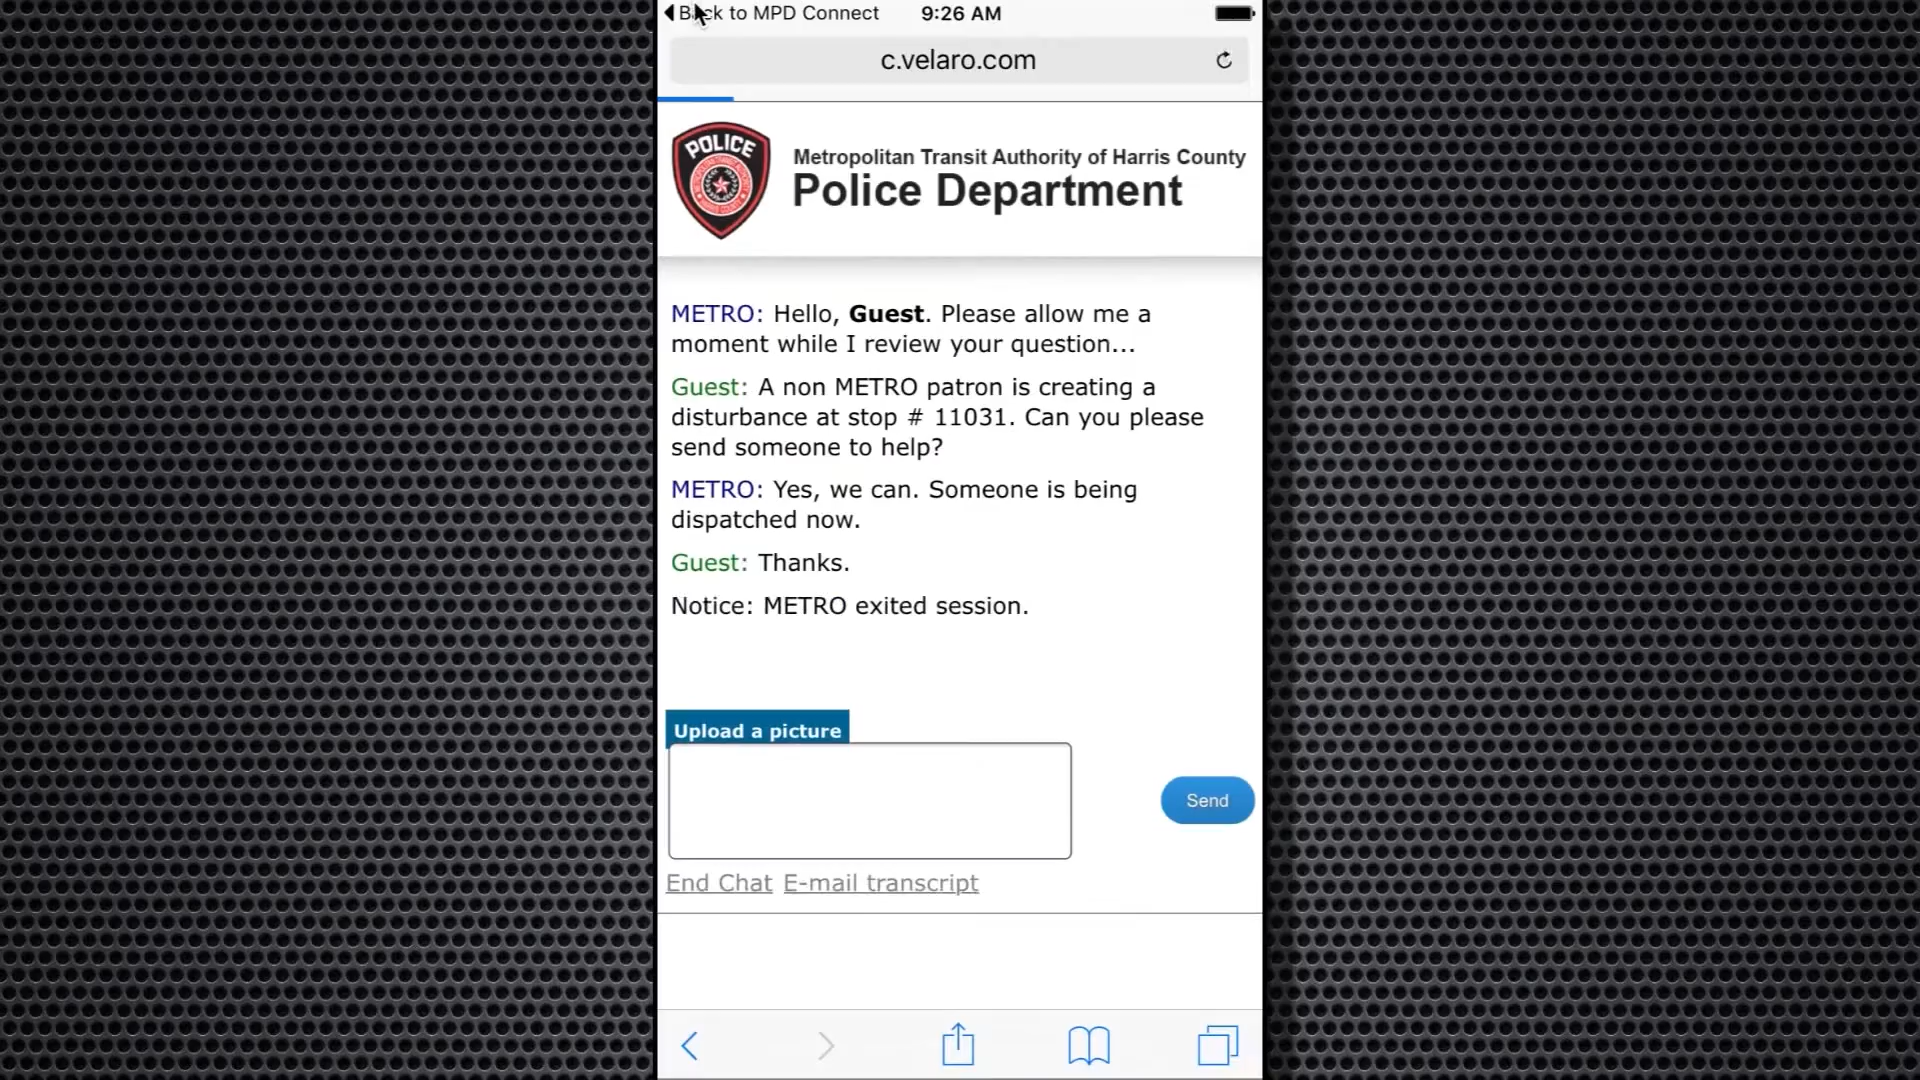 Back to MPD Connect 9:26 AM
c.velaro.com
POLICE
Metropolitan Transit Authority of Harris County
Police Department
METRO: Hello, Guest. Please allow me a
moment while I review your question...
Guest: A non METRO patron is creating a
disturbance at stop # 11031. Can you please
send someone to help?
METRO: Yes, we can. Someone is being
dispatched now.
Guest: Thanks.
Notice: METRO exited session.
Upload a picture
Send
End Chat E-mail transcript